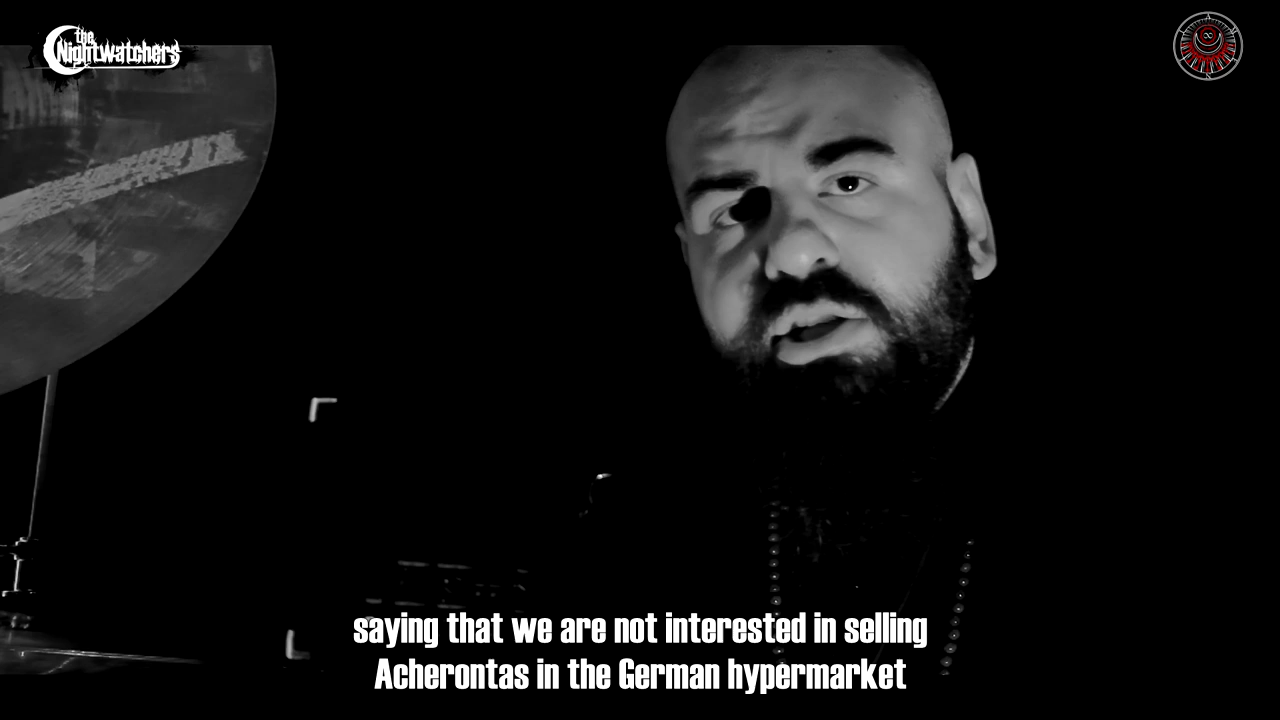 the
Nightwatchers
saying that we are not interested in selling
Acherontas in the German hypermarket